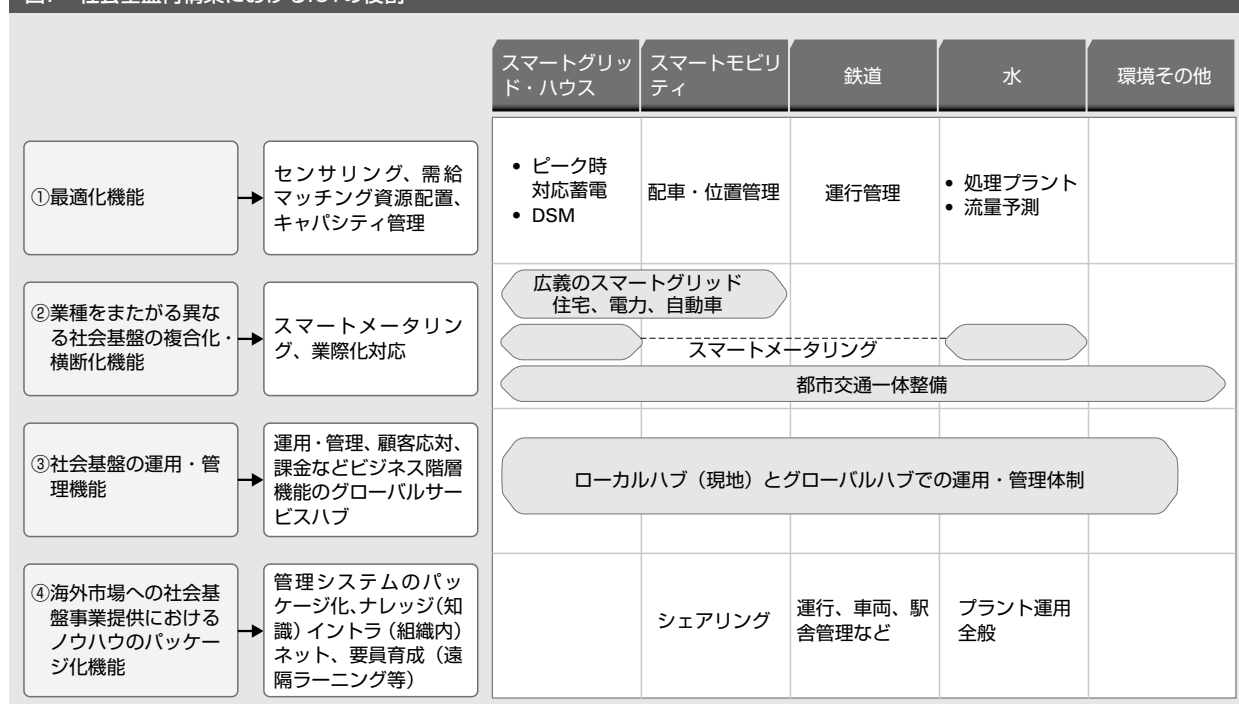 スマートグリッ
ド・ハウス
スマートモビリ
ティ
鉄道
水
環境その他
①最適化機能
センサリング、需給
マッチング資源配置、
キャパシティ管理
• ピーク時
対応蓄電
• DSM
配車・位置管理
運行管理
• 処理プラント
• 流量予測
②業種をまたがる異な
る社会基盤の複合化・
横断化機能
スマートメータリン
グ、業際化対応
広義のスマートグリッド
住宅、電力、自動車
スマートメータリング
都市交通一体整備
③社会基盤の運用・管
理機能
運用・管理、顧客応対、
課金などビジネス階層
機能のグローバルサー
ビスハブ
ローカルハブ（現地）とグローバルハブでの運用・管理体制
④海外市場への社会基
盤事業提供における
ノウハウのパッケー
ジ化機能
管理システムのパッ
ケージ化、ナレッジ（知
識）イントラ（組織内）
ネット、要員育成（遠
隔ラーニング等）
シェアリング
運行、車両、駅
舎管理など
プラント運用
全般